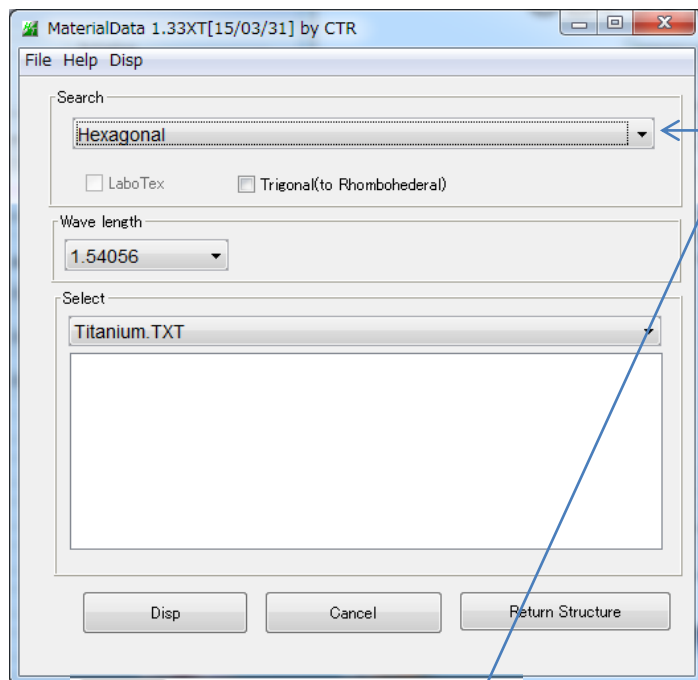 MaterialData 1.33XT[15/03/31] by CTR
File Help Disp
Search
Hexagonal
LaboTex
Trigonal(to Rhombohederal)
Wave length
1.54056
Select
Titanium.TXT
Disp
Cancel
Return Structure